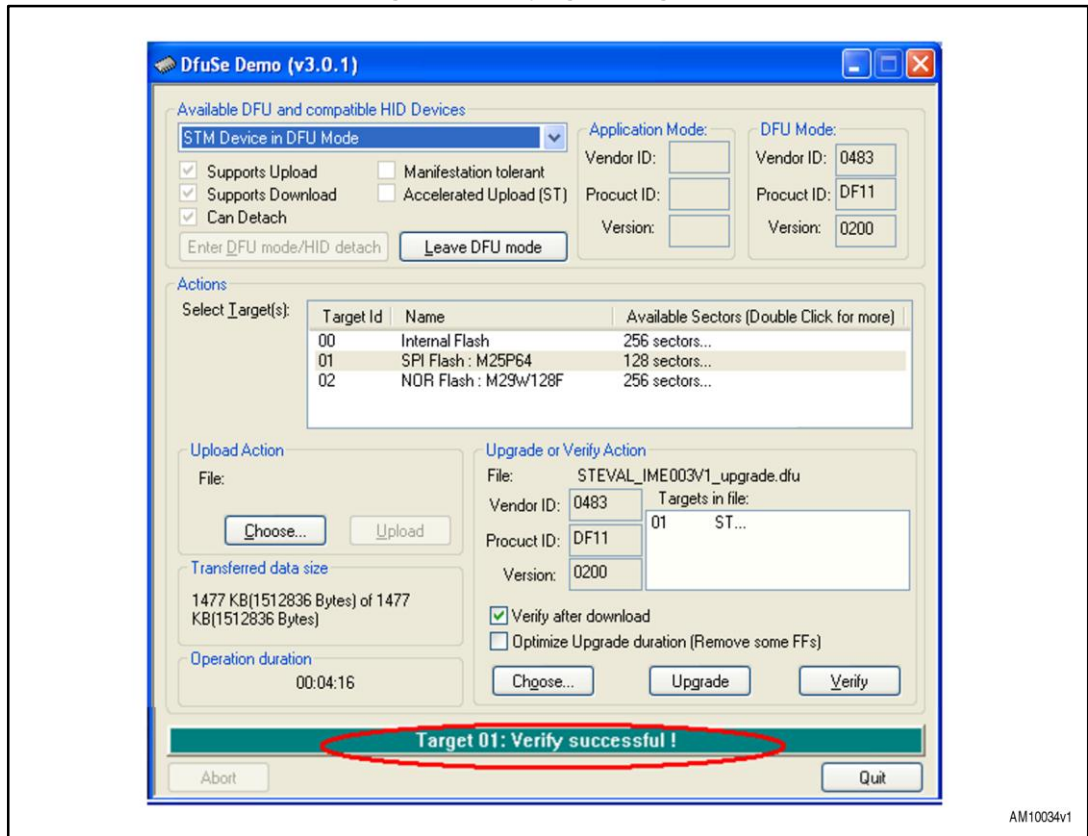 DfuSe Demo (v3.0.1)
Available DFU and compatible HID Devices
STM Device in DFU Mode
Supports Upload
Manifestation tolerant
Supports Download
Accelerated Upload (ST)
Can Detach
Enter DFU mode/HID detach
Leave DFU mode
Application Mode:
Vendor ID:
Procuct ID:
Version:
DFU Mode:
Vendor ID: 0483
Procuct ID: DF11
Version: 0200
Actions
Select Target(s):
Target Id Name Available Sectors (Double Click for more)
00 Internal Flash 256 sectors...
01 SPI Flash : M25P64 128 sectors...
02 NOR Flash : M29W128F 256 sectors...
Upload Action
File:
Choose...
Upload
Transferred data size
1477 KB(1512836 Bytes) of 1477
KB(1512836 Bytes)
Operation duration
00:04:16
Upgrade or Verify Action
File: STEVAL_IME003V1_upgrade.dfu
Vendor ID: 0483
Procuct ID: DF11
Version: 0200
Targets in file:
01 ST...
Verify after download
Optimize Upgrade duration (Remove some FFs)
Choose...
Upgrade
Verify
Target 01: Verify successful !
Abort
Quit
AM10034v1